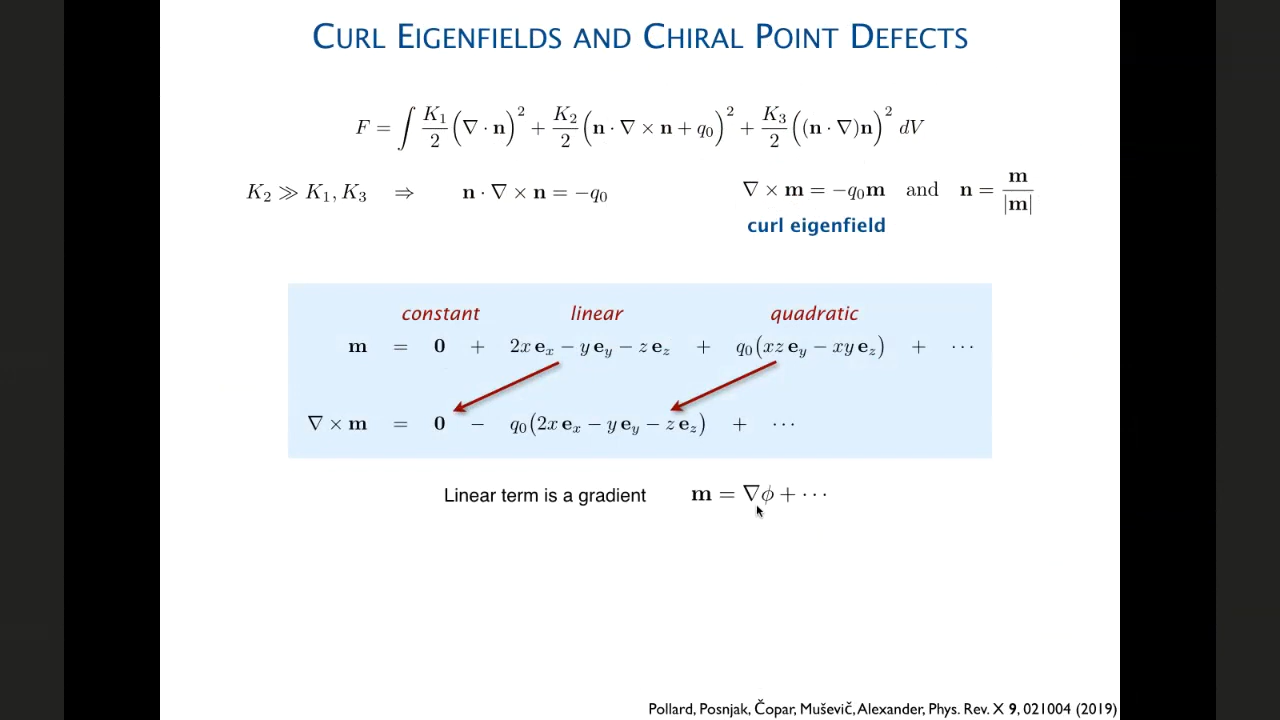 CURL EIGENFIELDS AND CHIRAL POINT DEFECTS
F = ∫ K₁/2 (∇ · n)² + K₂/2 (n · ∇ × n + q₀)² + K₃/2 ((n · ∇)n)² dV
K₂ ≫ K₁, K₃ ⇒ n · ∇ × n = −q₀ ∇ × m = −q₀m and n = m/|m|
curl eigenfield
constant linear quadratic
m = 0 + 2x eₓ − y e_y − z e_z + q₀(xz e_y − xy e_z) + ···
∇ × m = 0 − q₀(2x eₓ − y e_y − z e_z) + ···
Linear term is a gradient m = ∇ϕ + ···
Pollard, Posnjak, Čopar, Muševič, Alexander, Phys. Rev. X 9, 021004 (2019)